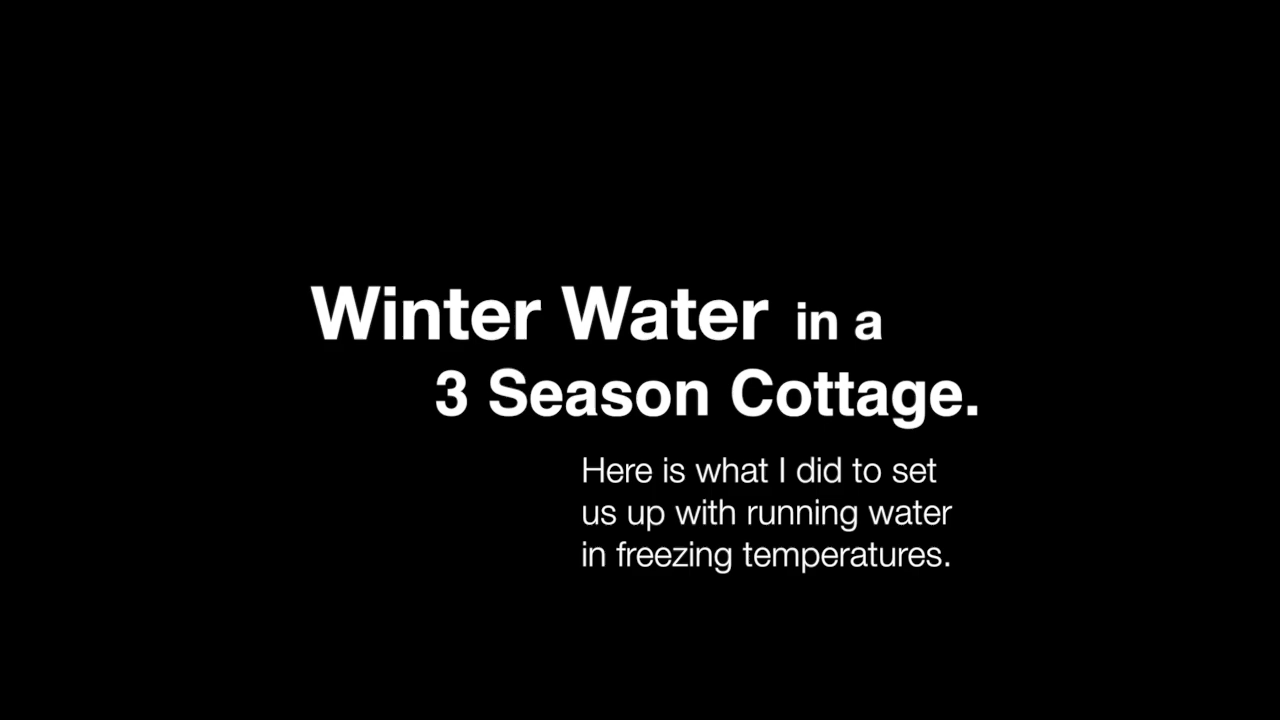 Winter Water in a
3 Season Cottage.
Here is what I did to set
us up with running water
in freezing temperatures.